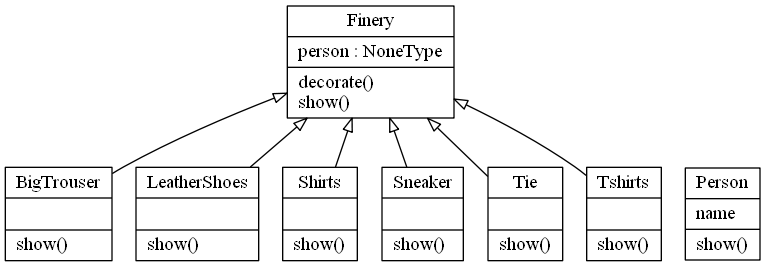 Finery
person : NoneType
decorate()
show()
BigTrouser
show()
LeatherShoes
show()
Shirts
show()
Sneaker
show()
Tie
show()
Tshirts
show()
Person
name
show()